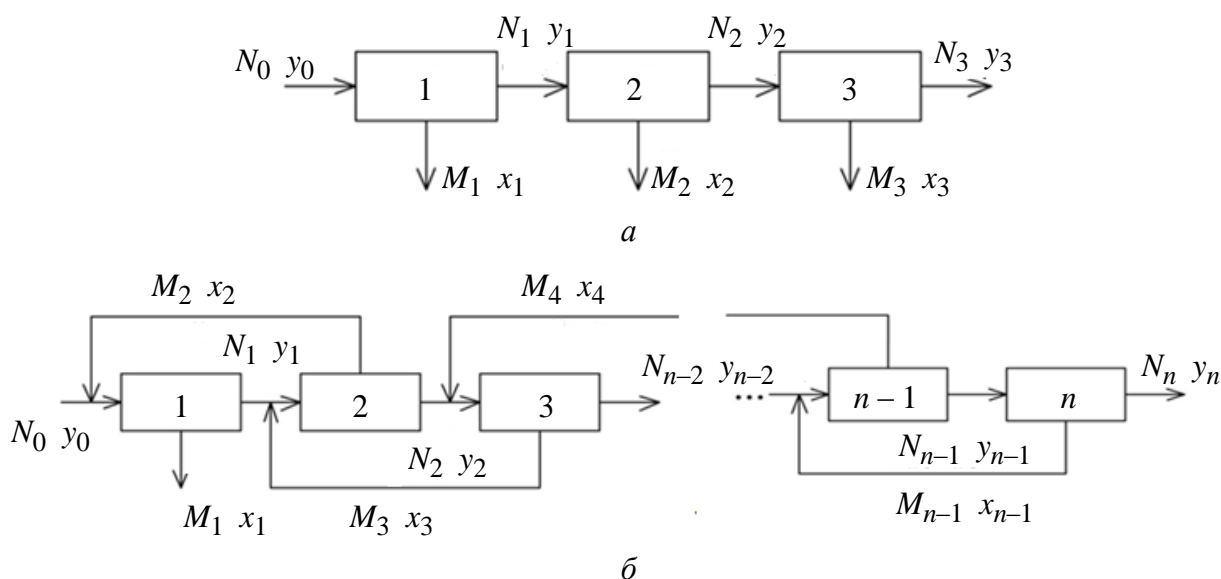 N₁ y₁ N₂ y₂
N₀ y₀ N₃ y₃
1 2 3
M₁ x₁ M₂ x₂ M₃ x₃
а
M₂ x₂ M₄ x₄
N₁ y₁ Nₙ₋₂ yₙ₋₂ Nₙ yₙ
1 2 3 ... n – 1 n
N₀ y₀ N₂ y₂ Nₙ₋₁ yₙ₋₁
M₁ x₁ M₃ x₃ Mₙ₋₁ xₙ₋₁
б